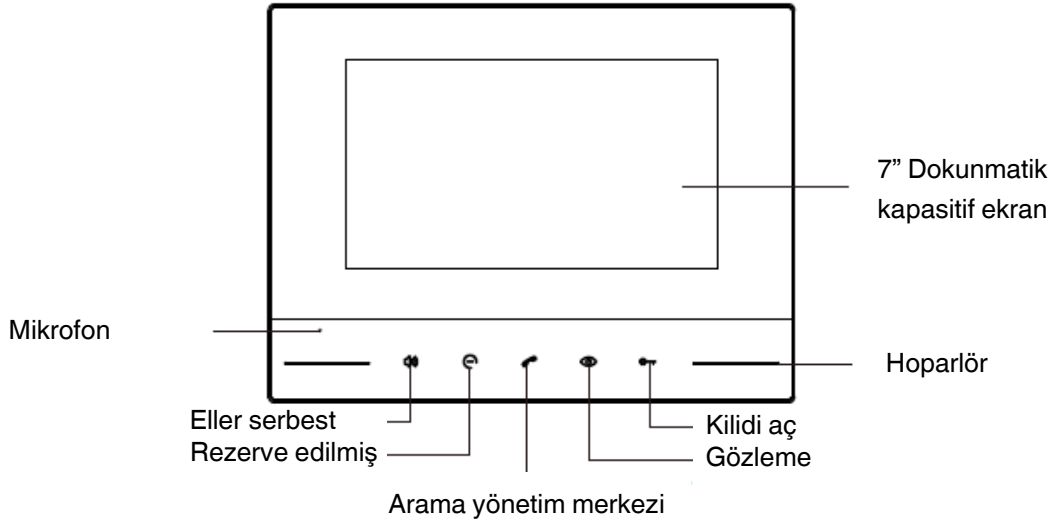 7” Dokunmatik
kapasitif ekran
Mikrofon
Hoparlör
Eller serbest
Rezerve edilmiş
Kilidi aç
Gözleme
Arama yönetim merkezi